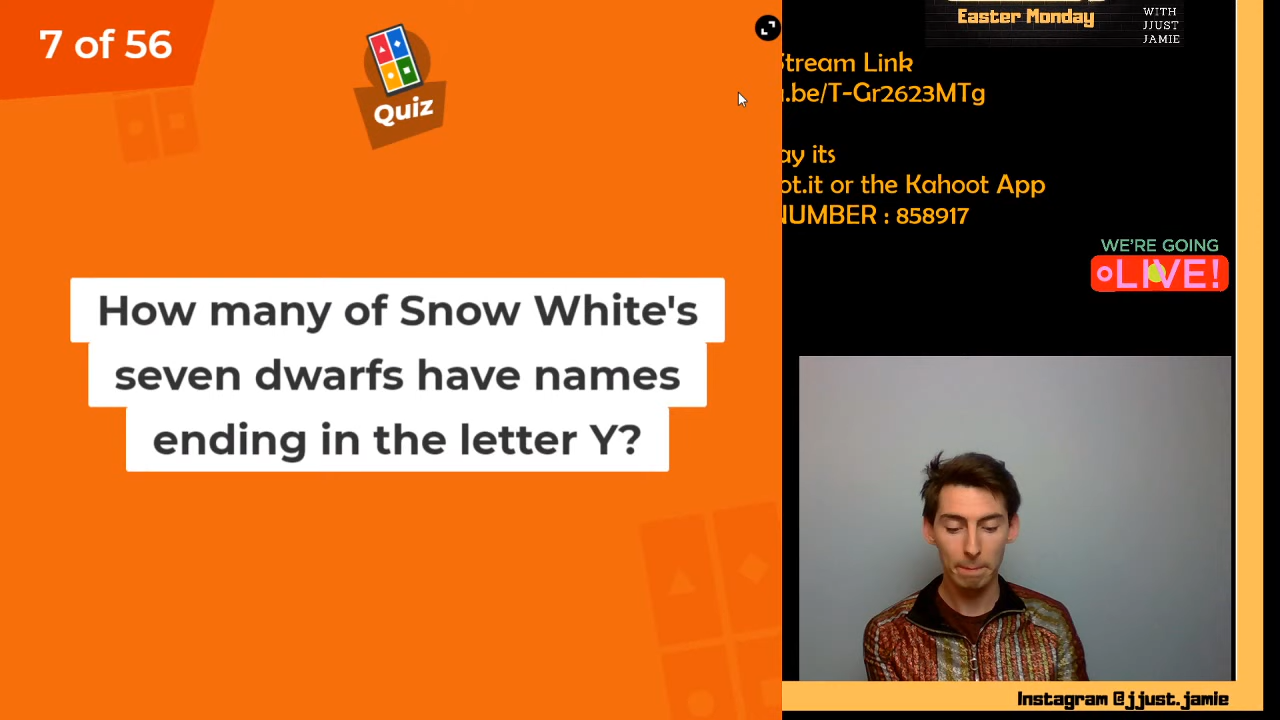 7 of 56
Quiz
How many of Snow White's
seven dwarfs have names
ending in the letter Y?
Easter Monday
WITH
JJUST
JAMIE
Stream Link
.be/T-Gr2623MTg
ay its
ot.it or the Kahoot App
NUMBER : 858917
WE'RE GOING
LIVE!
Instagram @jjust.jamie